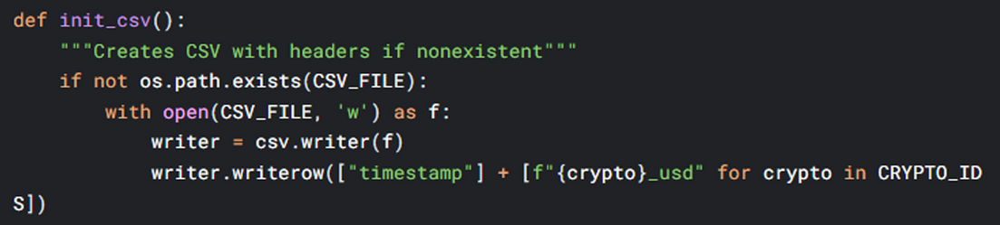 def init_csv():
    """Creates CSV with headers if nonexistent"""
    if not os.path.exists(CSV_FILE):
        with open(CSV_FILE, 'w') as f:
            writer = csv.writer(f)
            writer.writerow(["timestamp"] + [f"{crypto}_usd" for crypto in CRYPTO_ID
S])